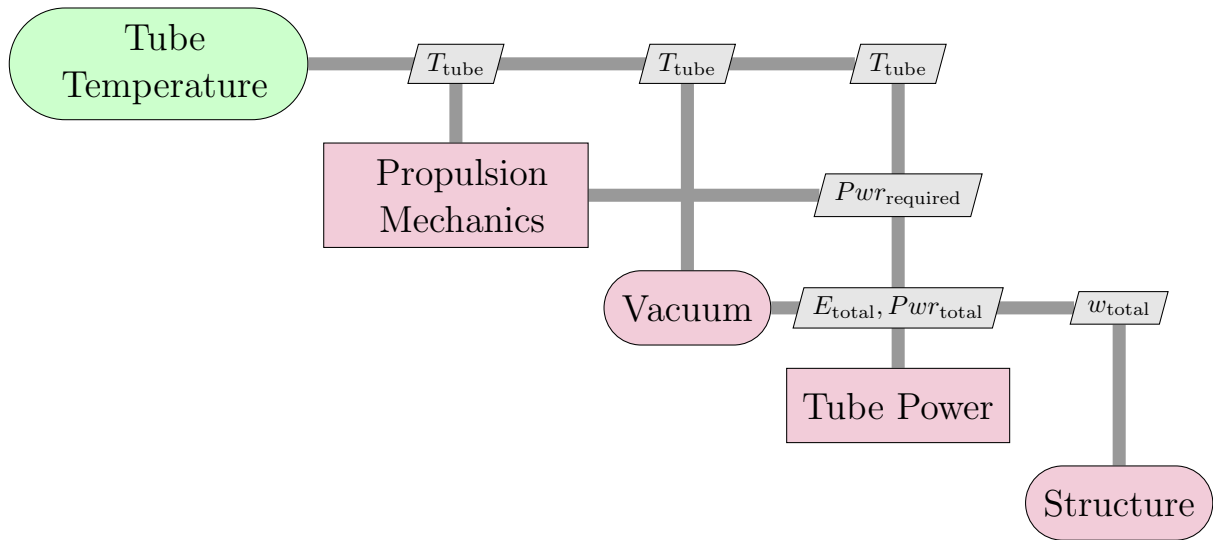 Tube
Temperature
T_tube
T_tube
T_tube
Propulsion
Mechanics
Pwr_required
Vacuum
E_total, Pwr_total
w_total
Tube Power
Structure